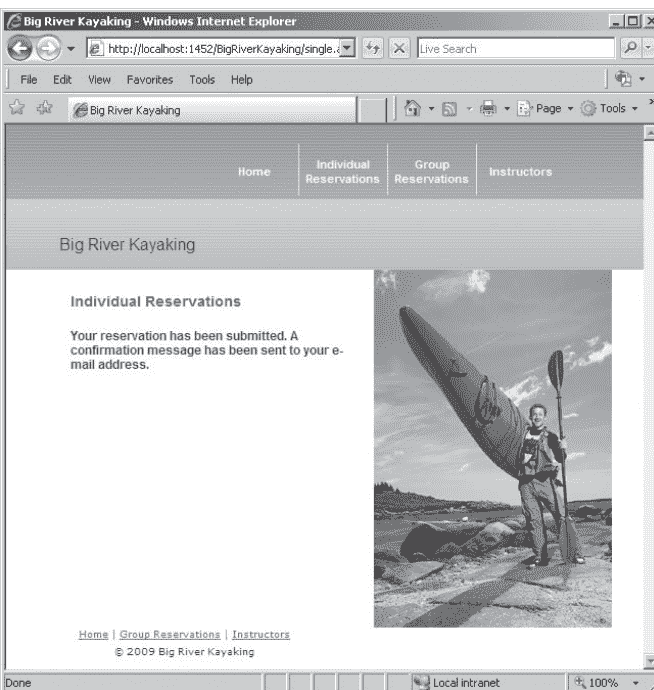 Big River Kayaking - Windows Internet Explorer
http://localhost:1452/BigRiverKayaking/single.a
Live Search
File Edit View Favorites Tools Help
Big River Kayaking
Page Tools
Home
Individual
Reservations
Group
Reservations
Instructors
Big River Kayaking
Individual Reservations
Your reservation has been submitted. A
confirmation message has been sent to your e-
mail address.
Home | Group Reservations | Instructors
© 2009 Big River Kayaking
Done
Local intranet
100%